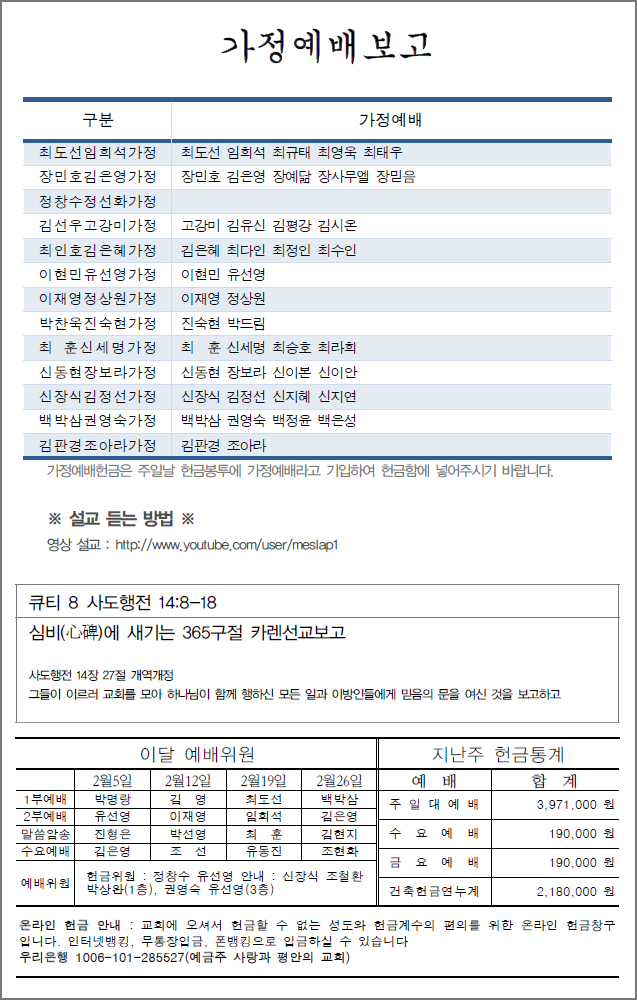 가정예배보고
구분 가정예배
최도선임희석가정 최도선 임희석 최규태 최영욱 최태우
장민호김은영가정 장민호 김은영 장예닮 장사무엘 장믿음
정창수정선화가정
김선우고강미가정 고강미 김유신 김평강 김시온
최인호김은혜가정 김은혜 최다인 최정인 최수인
이현민유선영가정 이현민 유선영
이재영정상원가정 이재영 정상원
박찬욱진숙현가정 진숙현 박드림
최 훈신세명가정 최 훈 신세명 최승호 최라희
신동현장보라가정 신동현 장보라 신이본 신이안
신장식김정선가정 신장식 김정선 신지혜 신지연
백박삼권영숙가정 백박삼 권영숙 백정윤 백은성
김판경조아라가정 김판경 조아라
가정예배헌금은 주일날 헌금봉투에 가정예배라고 기입하여 헌금함에 넣어주시기 바랍니다.
※ 설교 듣는 방법 ※
영상 설교 : http://www.youtube.com/user/meslap1
큐티 8 사도행전 14:8-18
심비(心碑)에 새기는 365구절 카렌선교보고
사도행전 14장 27절 개역개정
그들이 이르러 교회를 모아 하나님이 함께 행하신 모든 일과 이방인들에게 믿음의 문을 여신 것을 보고하고
이달 예배위원
2월5일 2월12일 2월19일 2월26일
1부예배 박명랑 김 영 최도선 백박삼
2부예배 유선영 이재영 임희석 김은영
말씀암송 진형은 박선영 최 훈 김현지
수요예배 김은영 조 선 유동진 조현화
예배위원 헌금위원 : 정창수 유선영 안내 : 신장식 조철환
박상완(1층), 권영숙 유선영(3층)
지난주 헌금통계
예 배 합 계
주 일 대 예 배 3,971,000 원
수 요 예 배 190,000 원
금 요 예 배 190,000 원
건축헌금연누계 2,180,000 원
온라인 헌금 안내 : 교회에 오셔서 헌금할 수 없는 성도와 헌금계수의 편의를 위한 온라인 헌금창구
입니다. 인터넷뱅킹, 무통장입금, 폰뱅킹으로 입금하실 수 있습니다
우리은행 1006-101-285527(예금주 사랑과 평안의 교회)